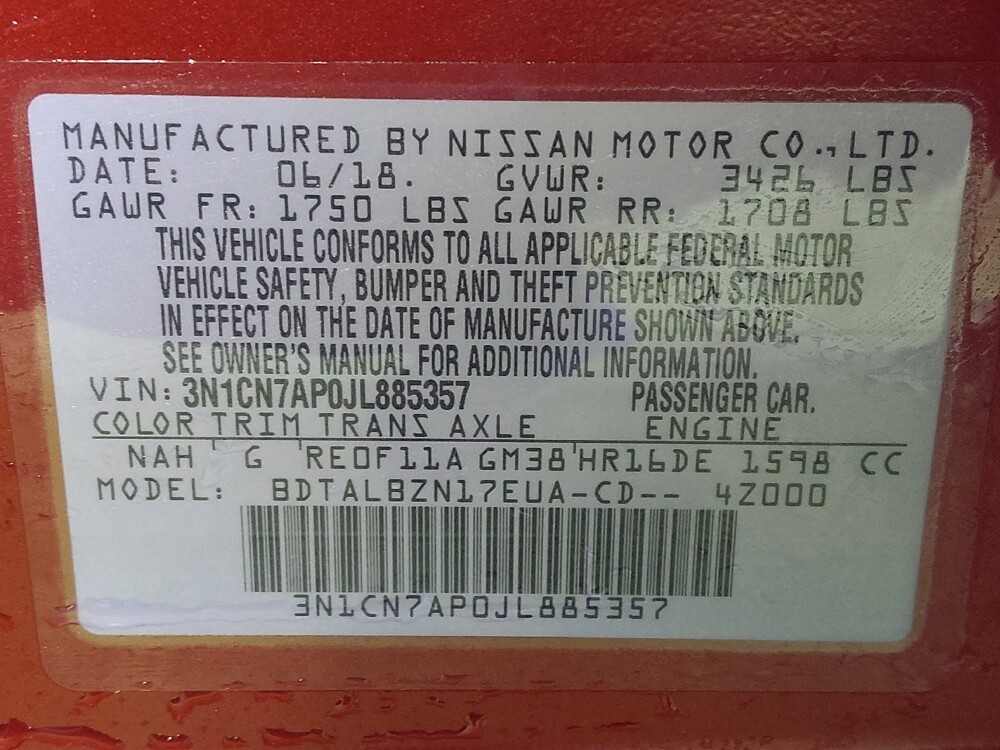 MANUFACTURED BY NISSAN MOTOR CO., LTD.
DATE: 06/18. GVWR: 3426 LBS
GAWR FR: 1750 LBS GAWR RR: 1708 LBS
THIS VEHICLE CONFORMS TO ALL APPLICABLE FEDERAL MOTOR
VEHICLE SAFETY, BUMPER AND THEFT PREVENTION STANDARDS
IN EFFECT ON THE DATE OF MANUFACTURE SHOWN ABOVE.
SEE OWNER'S MANUAL FOR ADDITIONAL INFORMATION.
VIN: 3N1CN7AP0JL885357 PASSENGER CAR.
COLOR TRIM TRANS AXLE ENGINE
NAH G RE0F11A GM38 HR16DE 1598 CC
MODEL: BDTALBZN17EUA-CD-- 4Z000
3N1CN7AP0JL885357